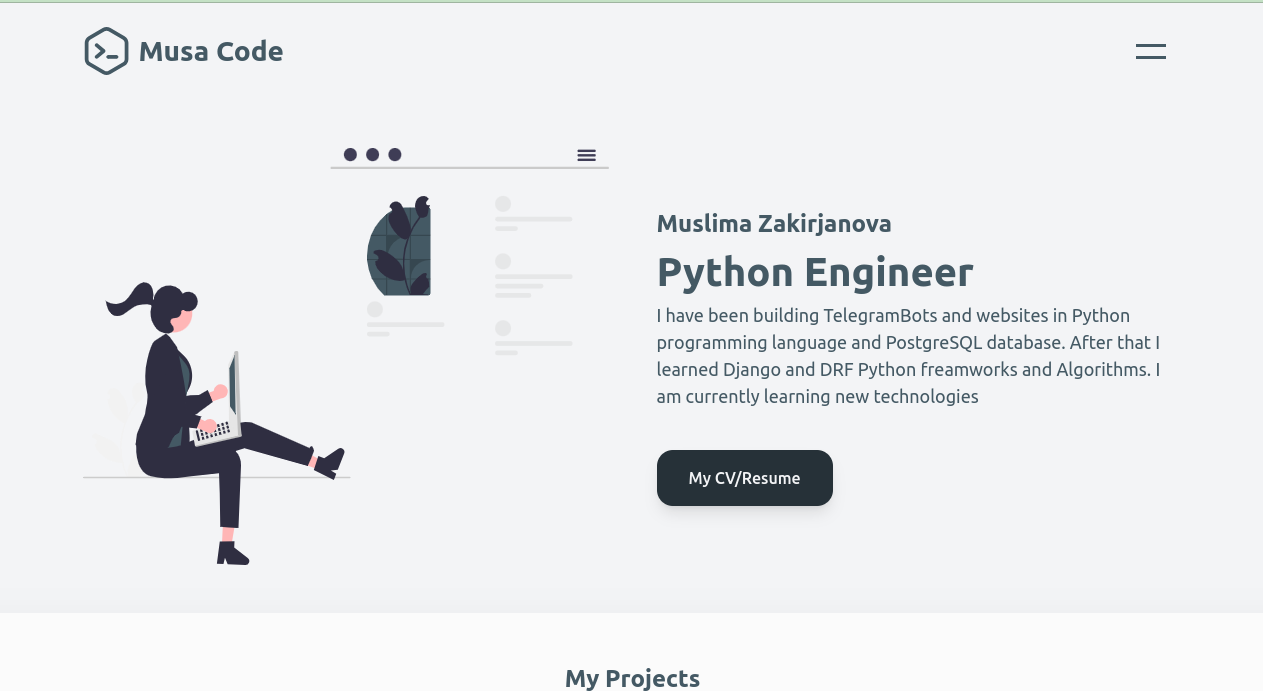 Musa Code
Muslima Zakirjanova
Python Engineer
I have been building TelegramBots and websites in Python
programming language and PostgreSQL database. After that I
learned Django and DRF Python freamworks and Algorithms. I
am currently learning new technologies
My CV/Resume
My Projects